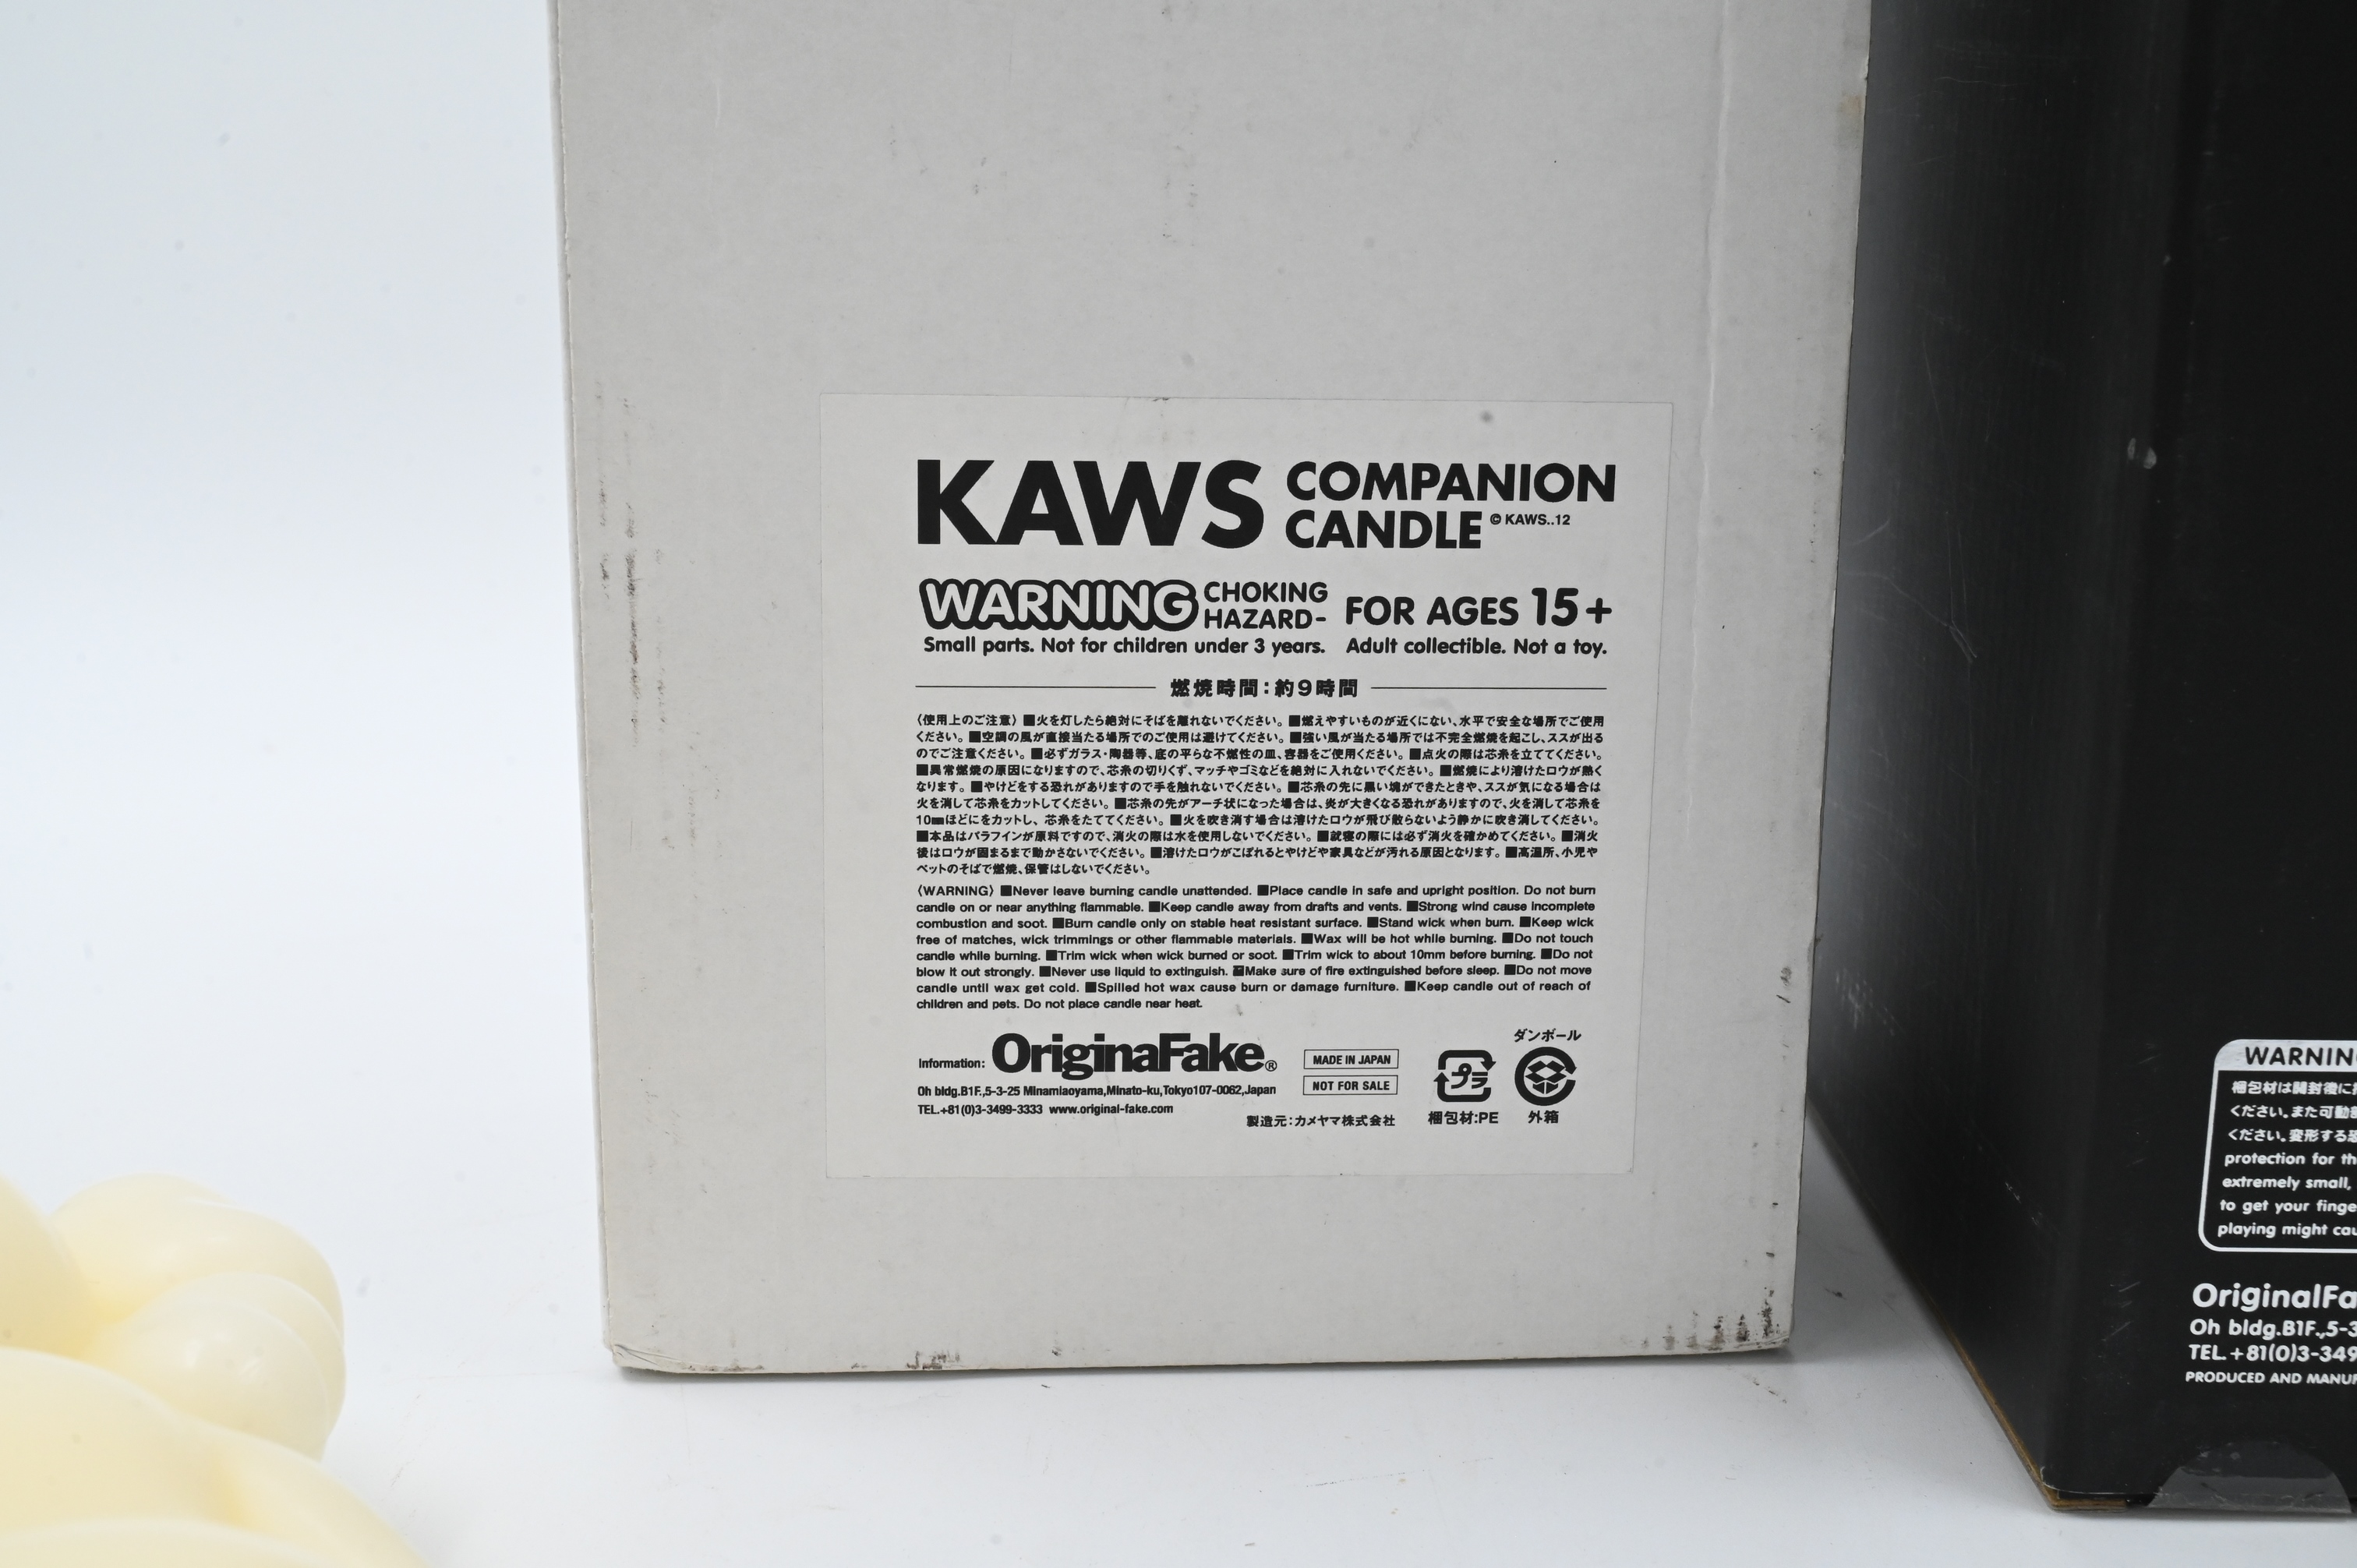 KAWS COMPANION
CANDLE © KAWS..12
WARNING CHOKING
HAZARD- FOR AGES 15+
Small parts. Not for children under 3 years. Adult collectible. Not a toy.
燃焼時間：約9時間
〈使用上のご注意〉 ■火を灯したら絶対にそばを離れないでください。 ■燃えやすいものが近くにない、水平で安全な場所でご使用
ください。 ■空調の風が直接当たる場所でのご使用は避けてください。 ■強い風が当たる場所では不完全燃焼を起こし、ススが出る
のでご注意ください。 ■必ずガラス・陶器等、底の平らな不燃性の皿、容器をご使用ください。 ■点火の際は芯糸を立ててください。
■異常燃焼の原因になりますので、芯糸の切りくず、マッチやゴミなどを絶対に入れないでください。 ■燃焼により溶けたロウが熱く
なります。 ■やけどをする恐れがありますので手を触れないでください。 ■芯糸の先に黒い塊ができたときや、ススが気になる場合は
火を消して芯糸をカットしてください。 ■芯糸の先がアーチ状になった場合は、炎が大きくなる恐れがありますので、火を消して芯糸を
10㎜ほどにをカットし、 芯糸をたててください。 ■火を吹き消す場合は溶けたロウが飛び散らないよう静かに吹き消してください。
■本品はパラフインが原料ですので、消火の際は水を使用しないでください。 ■就寝の際には必ず消火を確かめてください。 ■消火
後はロウが固まるまで動かさないでください。 ■溶けたロウがこぼれるとやけどや家具などが汚れる原因となります。 ■高温所、小児や
ペットのそばで燃焼、保管はしないでください。
〈WARNING〉 ■Never leave burning candle unattended. ■Place candle in safe and upright position. Do not burn
candle on or near anything flammable. ■Keep candle away from drafts and vents. ■Strong wind cause incomplete
combustion and soot. ■Burn candle only on stable heat resistant surface. ■Stand wick when burn. ■Keep wick
free of matches, wick trimmings or other flammable materials. ■Wax will be hot while burning. ■Do not touch
candle while burning. ■Trim wick when wick burned or soot. ■Trim wick to about 10mm before burning. ■Do not
blow it out strongly. ■Never use liquid to extinguish. ■Make sure of fire extinguished before sleep. ■Do not move
candle until wax get cold. ■Spilled hot wax cause burn or damage furniture. ■Keep candle out of reach of
children and pets. Do not place candle near heat.
Information: OriginaFake®
Oh bldg.B1F.,5-3-25 Minamiaoyama,Minato-ku,Tokyo107-0062,Japan
TEL.+81(0)3-3499-3333 www.original-fake.com
製造元：カメヤマ株式会社
MADE IN JAPAN
NOT FOR SALE
プラ
梱包材:PE
ダンボール
外箱
WARNIN
梱包材は開封後に
ください。また可動
ください。変形する恐
protection for th
extremely small,
to get your finge
playing might cau
OriginalFa
Oh bldg.B1F.,5-3
TEL.+81(0)3-349
PRODUCED AND MANUF